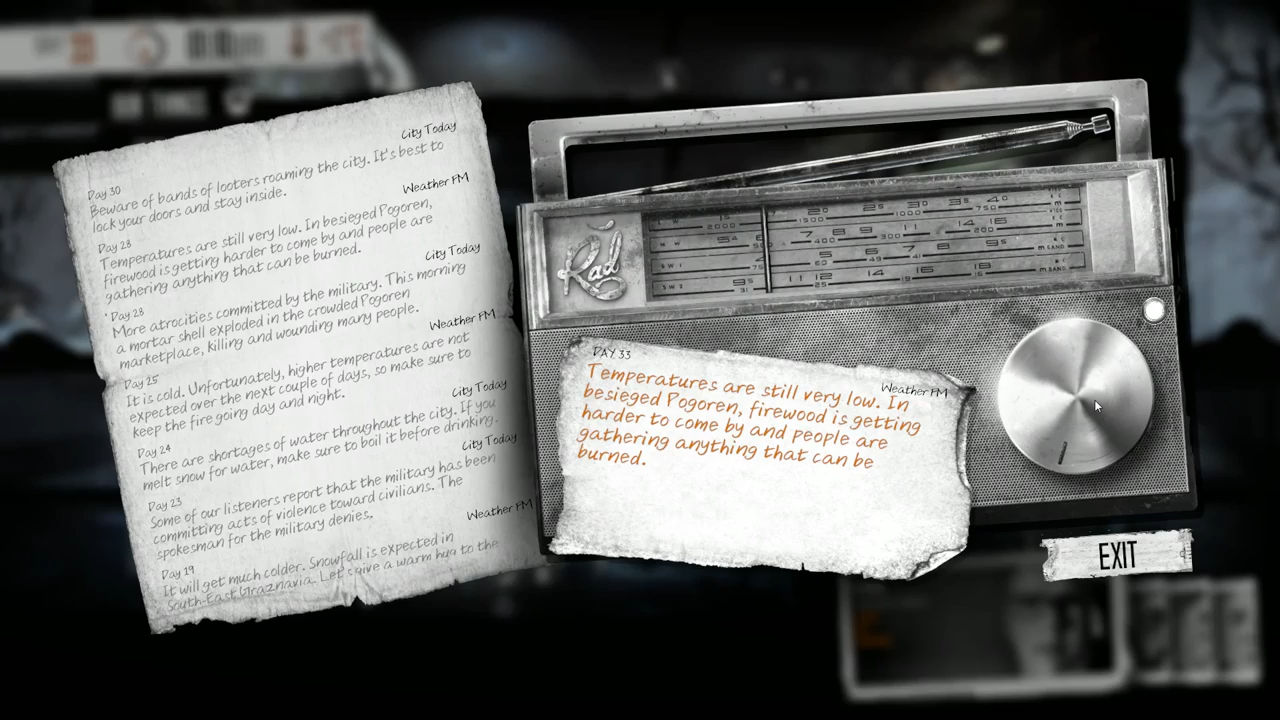 City Today
Day 30
Beware of bands of looters roaming the city. It's best to
lock your doors and stay inside.
Weather FM
Day 28
Temperatures are still very low. In besieged Pogoren,
firewood is getting harder to come by and people are
gathering anything that can be burned.
City Today
Day 28
More atrocities committed by the military. This morning
a mortar shell exploded in the crowded Pogoren
marketplace, killing and wounding many people.
Weather FM
Day 25
It is cold. Unfortunately, higher temperatures are not
expected over the next couple of days, so make sure to
keep the fire going day and night.
City Today
Day 24
There are shortages of water throughout the city. If you
melt snow for water, make sure to boil it before drinking.
City Today
Day 23
Some of our listeners report that the military has been
committing acts of violence toward civilians. The
spokesman for the military denies.
Weather FM
Day 19
It will get much colder. Snowfall is expected in
South-East Graznavia. Let's give a warm hug to the
Rad
DAY 33
Weather FM
Temperatures are still very low. In
besieged Pogoren, firewood is getting
harder to come by and people are
gathering anything that can be
burned.
EXIT